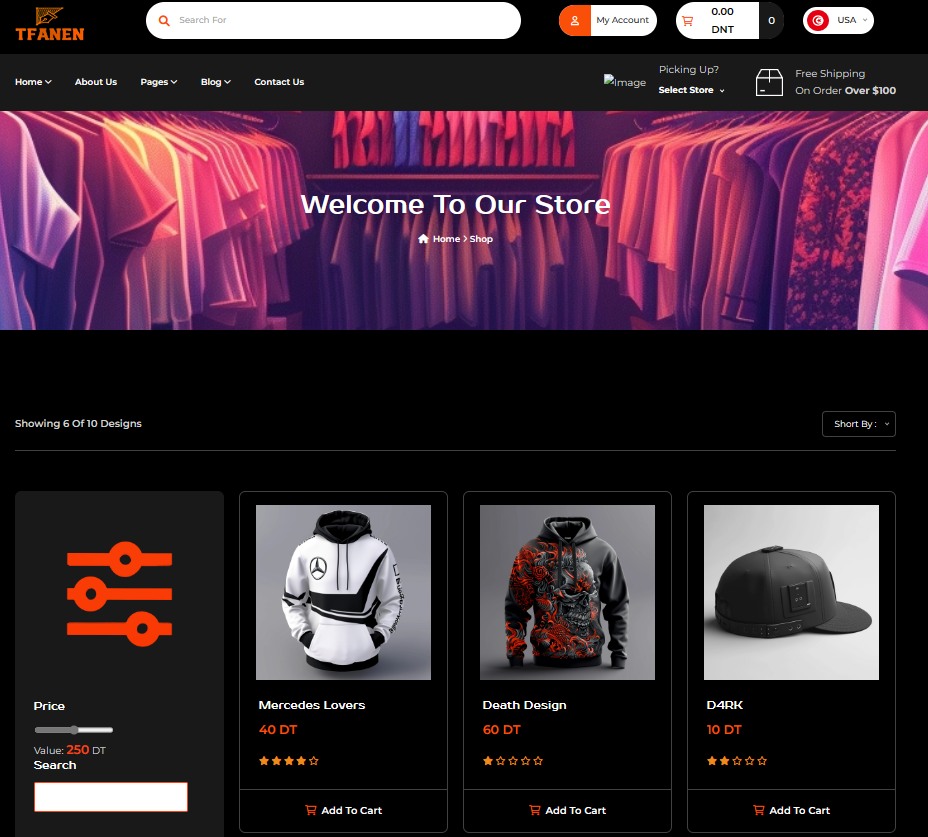 TFANEN
Search For
My Account
0.00
DNT
0
USA
Home
About Us
Pages
Blog
Contact Us
Image
Picking Up?
Select Store
Free Shipping
On Order Over $100
Welcome To Our Store
Home Shop
Showing 6 Of 10 Designs
Short By :
Price
Value: 250 DT
Search
Mercedes Lovers
40 DT
Add To Cart
Death Design
60 DT
Add To Cart
D4RK
10 DT
Add To Cart